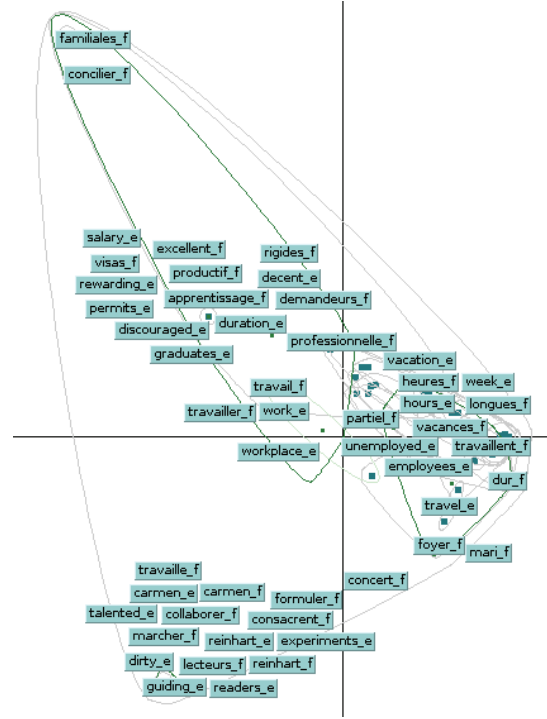 familiales_f
concilier_f
salary_e
excellent_f
rigides_f
visas_f
productif_f
decent_e
rewarding_e
apprentissage_f
demandeurs_f
permits_e
discouraged_e
duration_e
professionnelle_f
graduates_e
vacation_e
travail_f
heures_f
week_e
travailler_f
work_e
partiel_f
hours_e
longues_f
vacances_f
workplace_e
unemployed_e
travaillent_f
employees_e
dur_f
travel_e
foyer_f
mari_f
travaille_f
concert_f
carmen_e
carmen_f
formuler_f
talented_e
collaborer_f
consacrent_f
marcher_f
reinhart_e
experiments_e
dirty_e
lecteurs_f
reinhart_f
guiding_e
readers_e